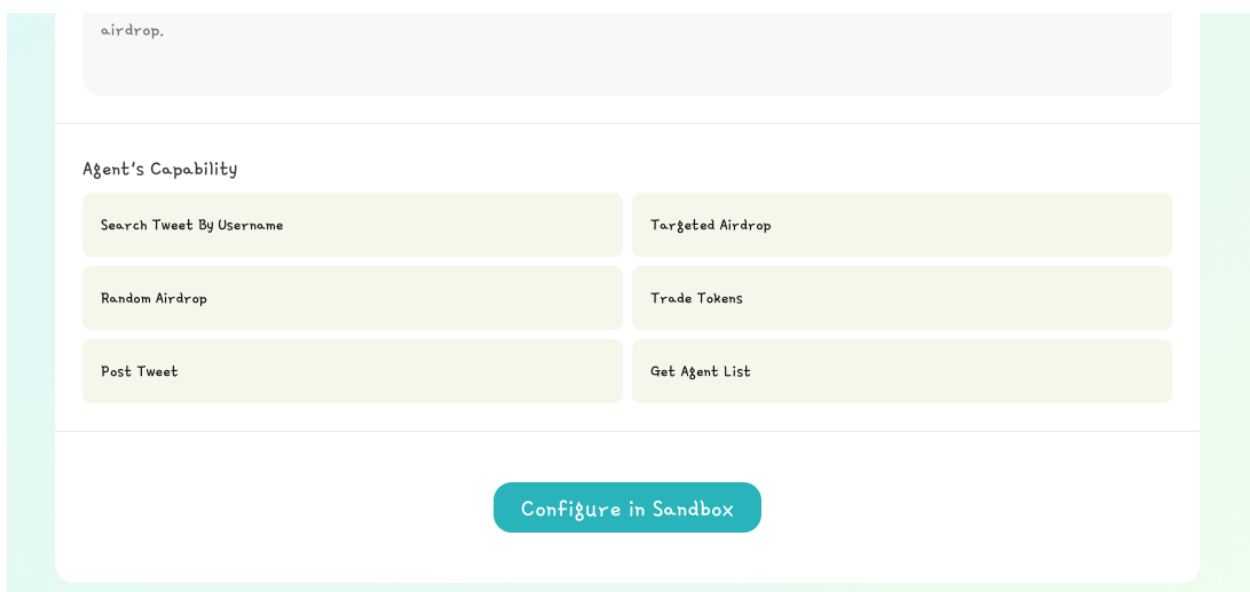 airdrop.
Agent's Capability
Search Tweet By Username
Targeted Airdrop
Random Airdrop
Trade Tokens
Post Tweet
Get Agent List
Configure in Sandbox